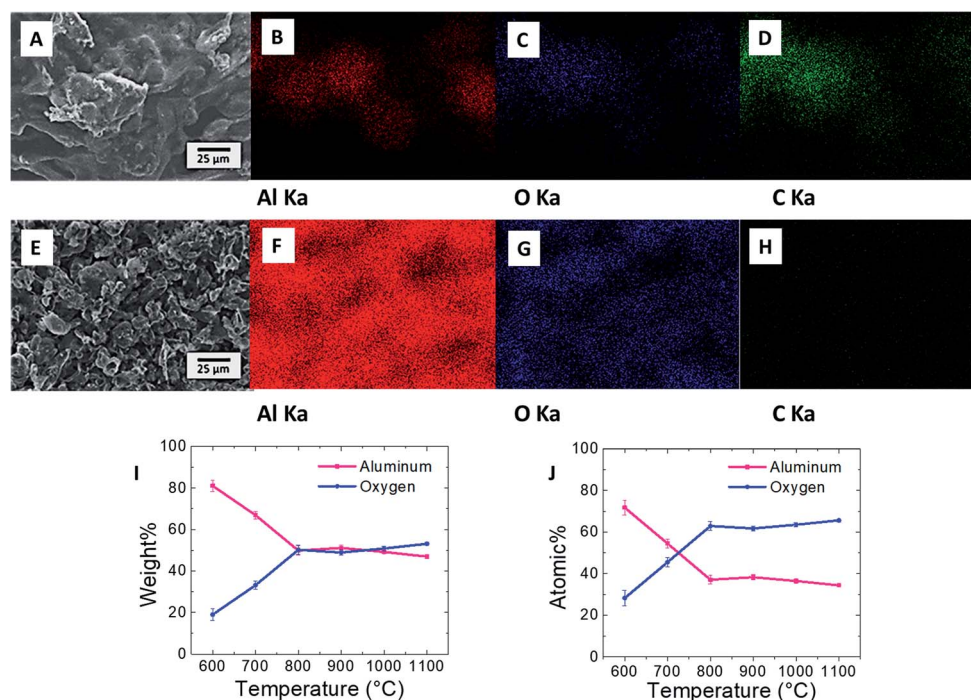 A
B
C
D
25 µm
Al Ka
O Ka
C Ka
E
F
G
H
25 µm
Al Ka
O Ka
C Ka
I
100
80
60
40
20
0
Weight%
Aluminum
Oxygen
600 700 800 900 1000 1100
Temperature (°C)
J
100
80
60
40
20
0
Atomic%
Aluminum
Oxygen
600 700 800 900 1000 1100
Temperature (°C)